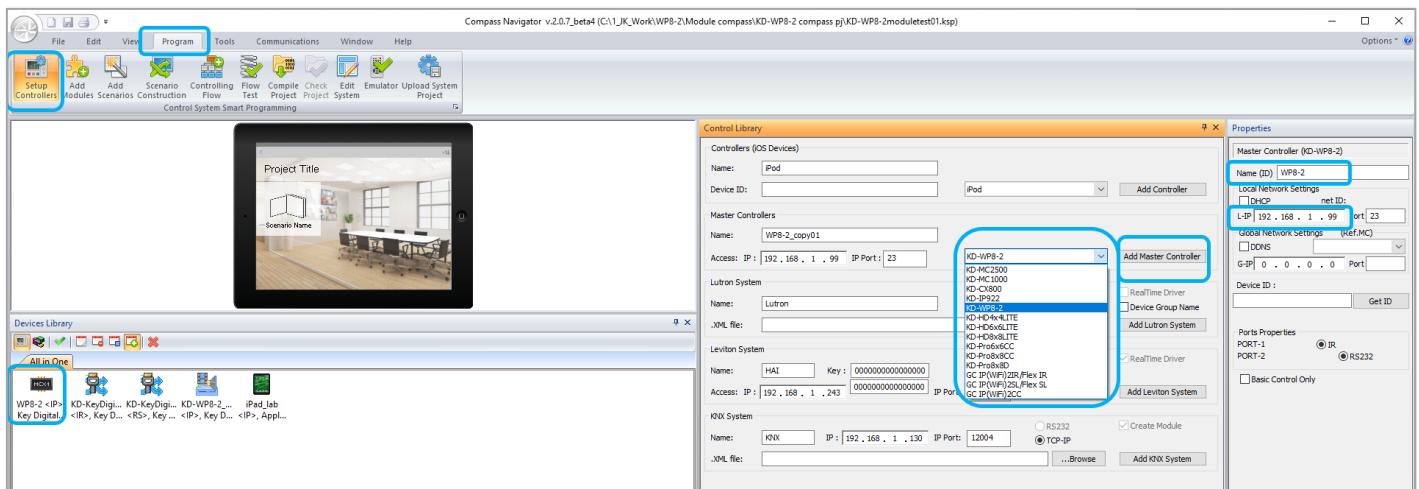 Compass Navigator v.2.0.7_beta4 (C:\1_JK_Work\WP8-2\Module compass\KD-WP8-2 compass pj\KD-WP8-2moduletest01.ksp)
File Edit View Program Tools Communications Window Help Options
Setup Controllers
Add Modules
Add Scenarios
Scenario Construction
Controlling Flow
Flow Test
Compile Project
Check Project
Edit System
Emulator
Upload System Project
Control System Smart Programming
Project Title
Scenario Name
Devices Library
All in One
WP8-2 <IP>
Key Digital...
KD-KeyDigi...
<IR>, Key D...
KD-KeyDigi...
<RS>, Key ...
KD-WP8-2_...
<IP>, Key D...
iPad_lab
<IP>, Appl...
Control Library
Controllers (iOS Devices)
Name: iPod
Device ID: iPod Add Controller
Master Controllers
Name: WP8-2_copy01
Access: IP : 192 . 168 . 1 . 99 IP Port : 23 KD-WP8-2 Add Master Controller
KD-MC2500
KD-MC1000
KD-CX800
KD-IP922
KD-WP8-2
KD-HD4x4LITE
KD-HD6x6LITE
KD-HD8x8LITE
KD-Pro6x6CC
KD-Pro8x8CC
KD-Pro8x8D
GC IP(WiFi)2IR/Flex IR
GC IP(WiFi)2SL/Flex SL
GC IP(WiFi)2CC
Lutron System
RealTime Driver
Name: Lutron Device Group Name
.XML file: Add Lutron System
Leviton System
Name: HAI Key : 0000000000000000 RealTime Driver
0000000000000000
Access: IP : 192 . 168 . 1 .243 IP Por Add Leviton System
KNX System
RS232 Create Module
Name: KNX IP : 192 . 168 . 1 .130 IP Port: 12004 TCP-IP
.XML file: ...Browse Add KNX System
Properties
Master Controller (KD-WP8-2)
Name (ID) WP8-2
Local Network Settings
DHCP net ID:
L-IP 192 . 168 . 1 . 99 ort 23
Global Network Settings (Ref.MC)
DDNS
G-IP 0 . 0 . 0 . 0 Port
Device ID :
Get ID
Ports Properties
PORT-1 IR
PORT-2 RS232
Basic Control Only